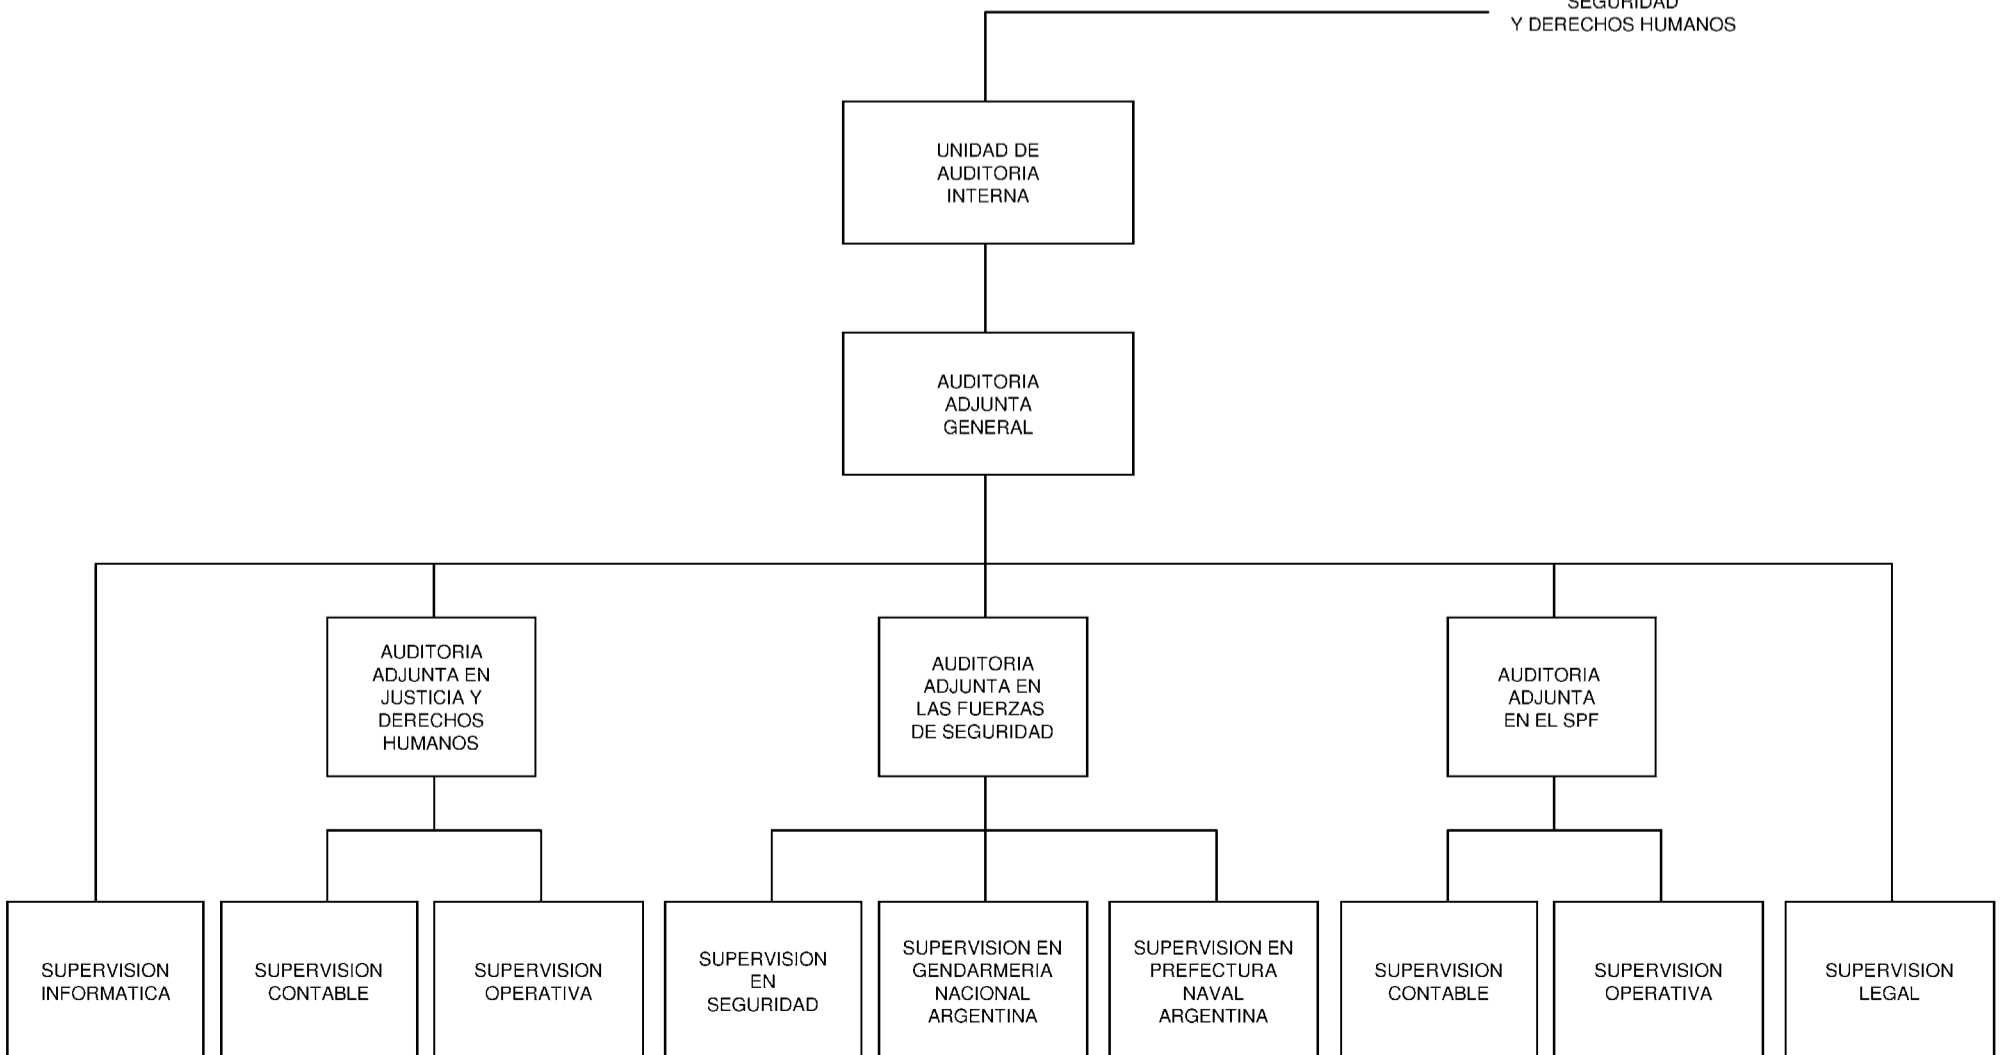 SEGURIDAD
Y DERECHOS HUMANOS
UNIDAD DE
AUDITORIA
INTERNA
AUDITORIA
ADJUNTA
GENERAL
AUDITORIA
ADJUNTA EN
JUSTICIA Y
DERECHOS
HUMANOS
AUDITORIA
ADJUNTA EN
LAS FUERZAS
DE SEGURIDAD
AUDITORIA
ADJUNTA
EN EL SPF
SUPERVISION
INFORMATICA
SUPERVISION
CONTABLE
SUPERVISION
OPERATIVA
SUPERVISION
EN
SEGURIDAD
SUPERVISION EN
GENDARMERIA
NACIONAL
ARGENTINA
SUPERVISION EN
PREFECTURA
NAVAL
ARGENTINA
SUPERVISION
CONTABLE
SUPERVISION
OPERATIVA
SUPERVISION
LEGAL